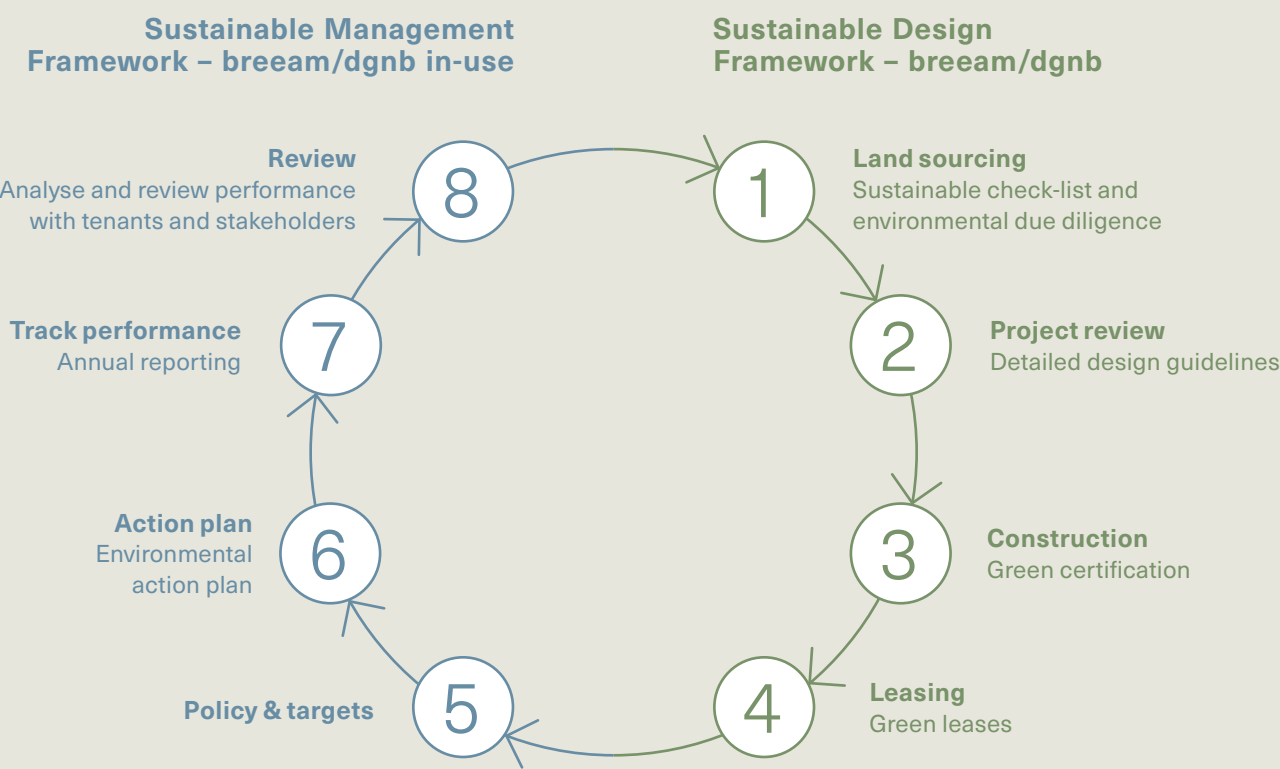 Sustainable Management
Framework – breeam/dgnb in-use
Sustainable Design
Framework – breeam/dgnb
1
Land sourcing
Sustainable check-list and
environmental due diligence
2
Project review
Detailed design guidelines
3
Construction
Green certification
4
Leasing
Green leases
5
Policy & targets
6
Action plan
Environmental
action plan
7
Track performance
Annual reporting
8
Review
Analyse and review performance
with tenants and stakeholders